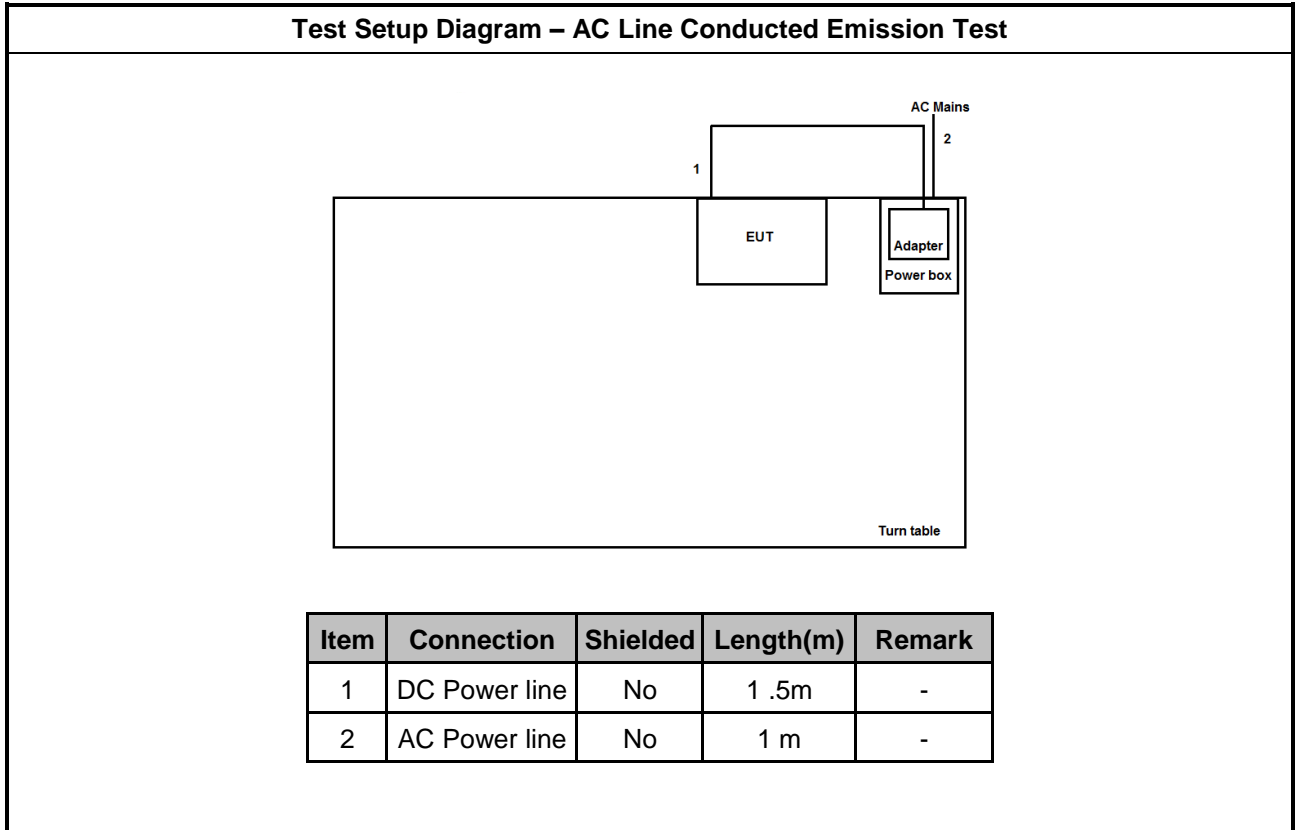 Test Setup Diagram – AC Line Conducted Emission Test
AC Mains
2
1
EUT
Adapter
Power box
Turn table
Item Connection Shielded Length(m) Remark
1 DC Power line No 1 .5m -
2 AC Power line No 1 m -